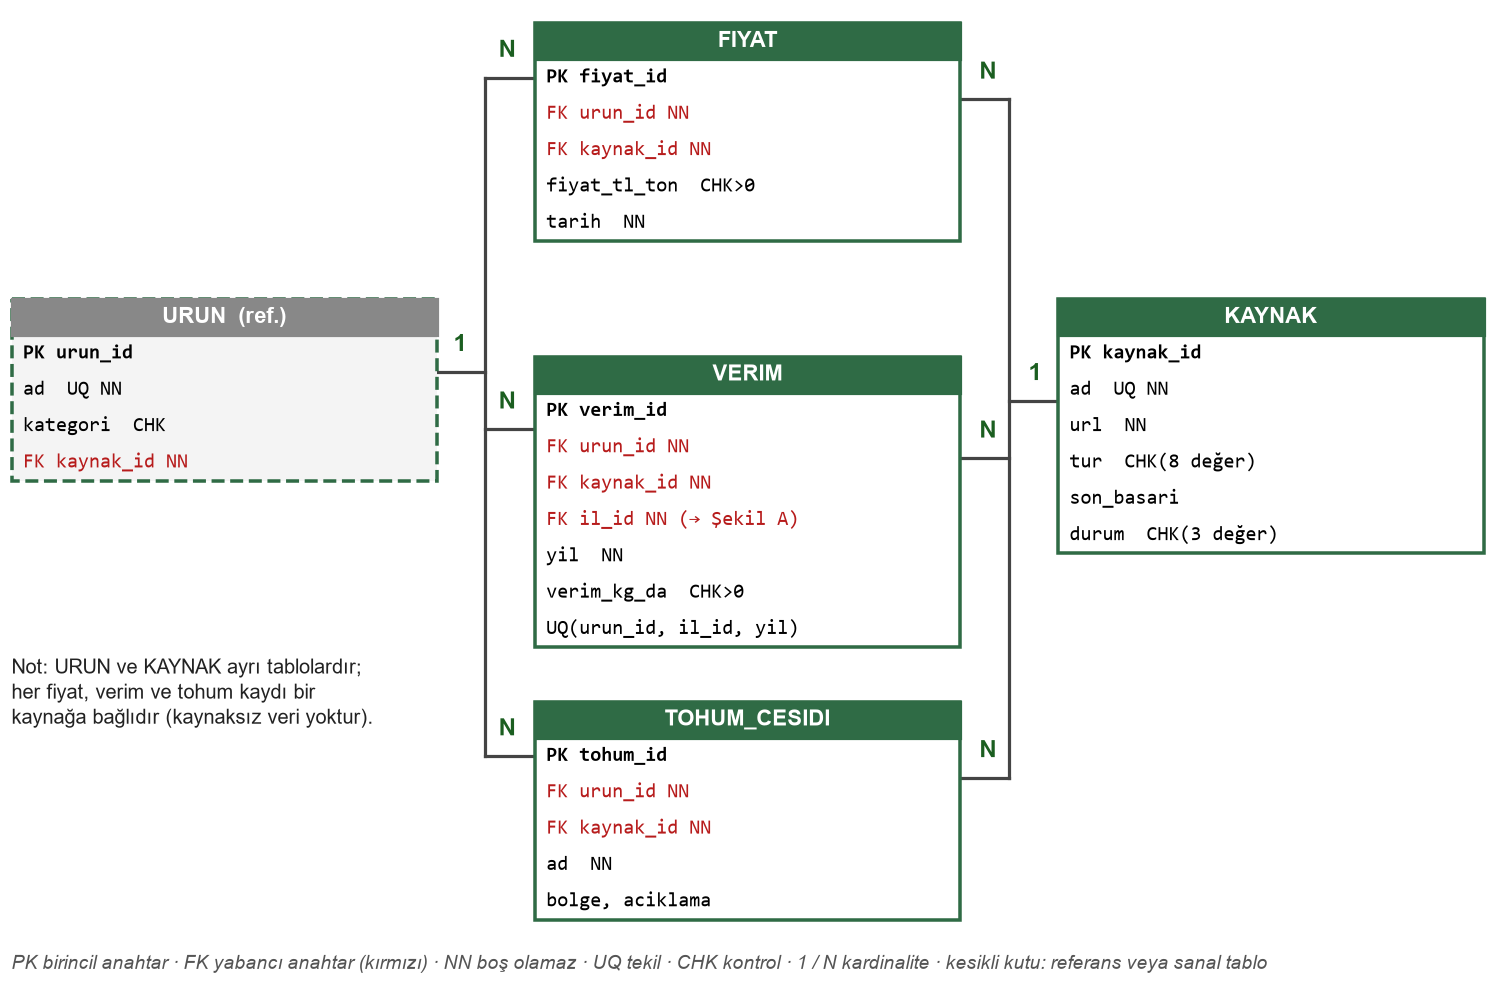 N
FIYAT
N
PK fiyat_id
FK urun_id NN
FK kaynak_id NN
fiyat_tl_ton  CHK>0
tarih  NN
URUN  (ref.)
PK urun_id
ad  UQ NN
kategori  CHK
FK kaynak_id NN
1
N
VERIM
PK verim_id
FK urun_id NN
FK kaynak_id NN
FK il_id NN (→ Şekil A)
yil  NN
verim_kg_da  CHK>0
UQ(urun_id, il_id, yil)
N
1
KAYNAK
PK kaynak_id
ad  UQ NN
url  NN
tur  CHK(8 değer)
son_basari
durum  CHK(3 değer)
Not: URUN ve KAYNAK ayrı tablolardır;
her fiyat, verim ve tohum kaydı bir
kaynağa bağlıdır (kaynaksız veri yoktur).
N
TOHUM_CESIDI
N
PK tohum_id
FK urun_id NN
FK kaynak_id NN
ad  NN
bolge, aciklama
PK birincil anahtar · FK yabancı anahtar (kırmızı) · NN boş olamaz · UQ tekil · CHK kontrol · 1 / N kardinalite · kesikli kutu: referans veya sanal tablo